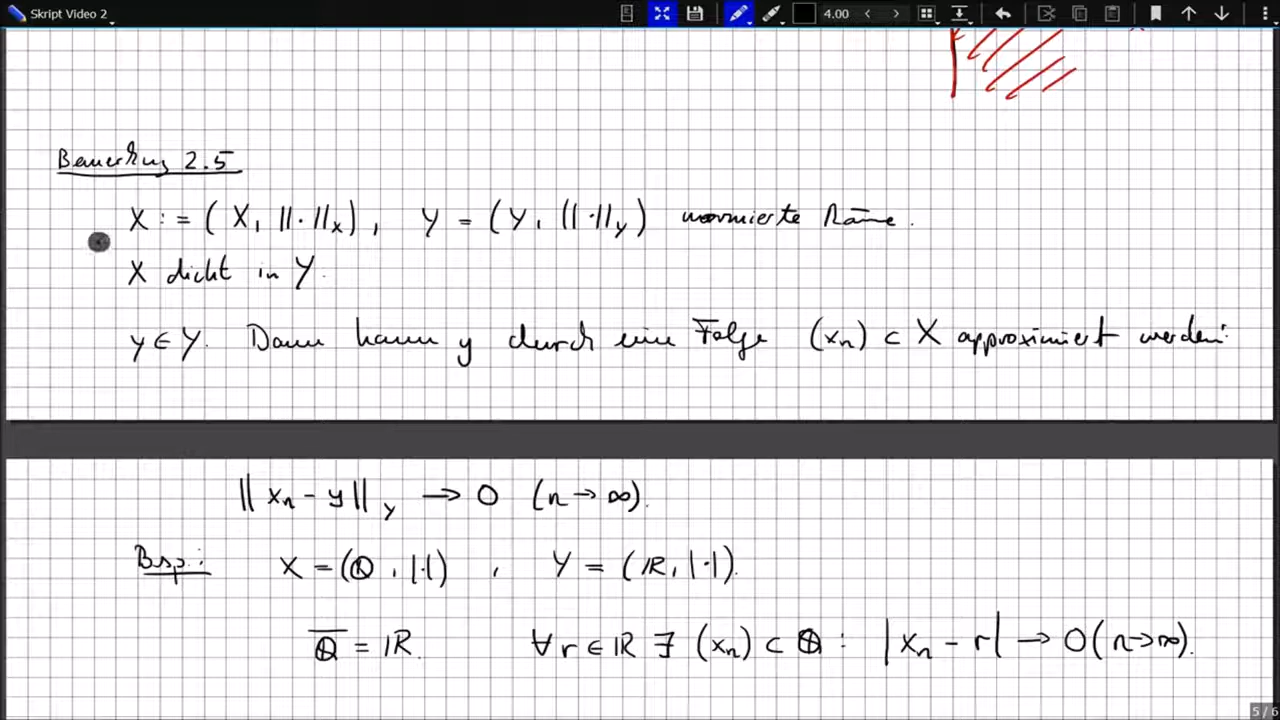 Skript Video 2
4.00
Bemerkung 2.5
X := (X, ||·||_X), Y = (Y, ||·||_Y) normierte Räume.
X dicht in Y.
y ∈ Y. Dann kann y durch eine Folge (x_n) ⊂ X approximiert werden:
||x_n - y||_Y → 0 (n → ∞).
Bsp.: X = (ℚ, |·|), Y = (ℝ, |·|).
ℚ̅ = ℝ. ∀ r ∈ ℝ ∃ (x_n) ⊂ ℚ : |x_n - r| → 0 (n → ∞).
5 / 6